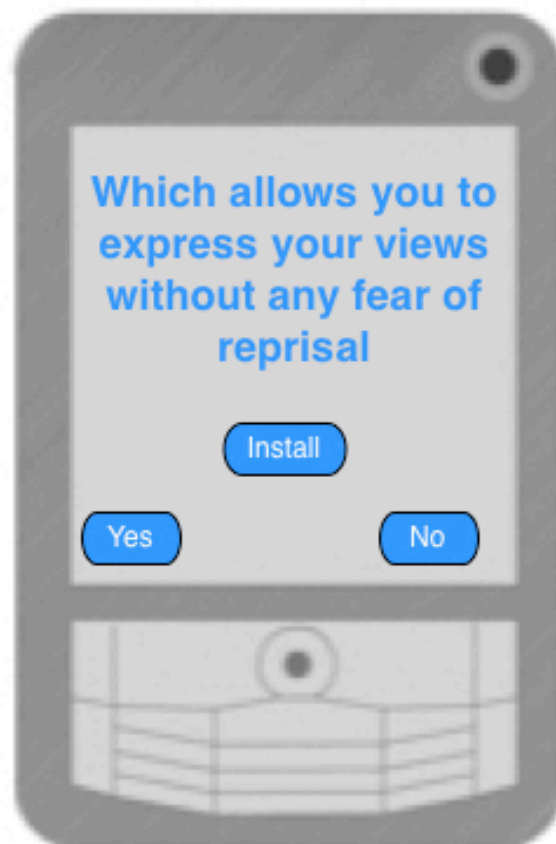 Which allows you to
express your views
without any fear of
reprisal
Install
Yes No